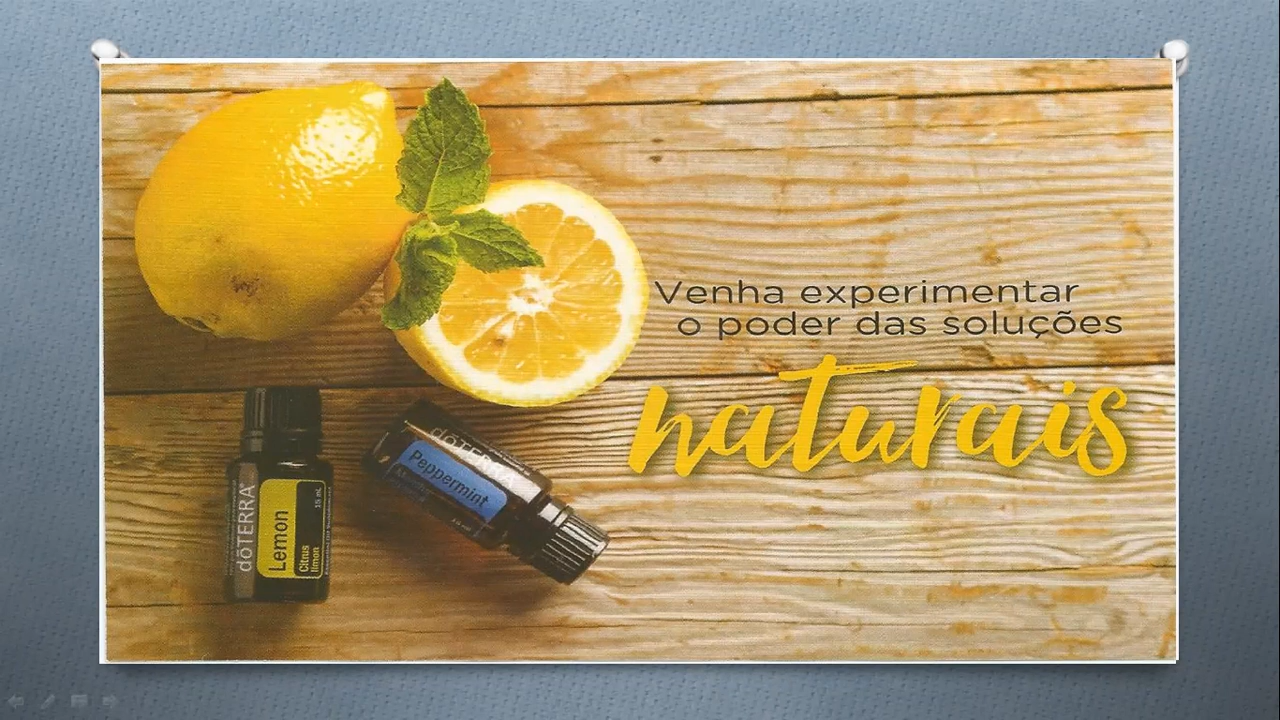 Venha experimentar
o poder das soluções
naturais
dōTERRA®
Lemon
Citrus
limon
15 mL
dōTERRA
Peppermint